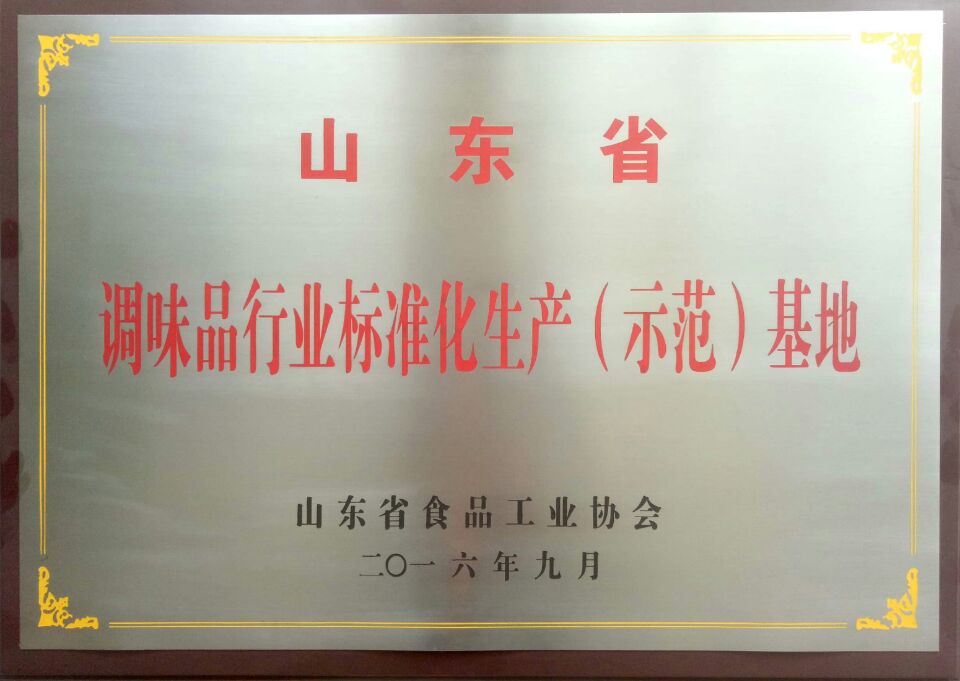 山东省
调味品行业标准化生产（示范）基地
山东省食品工业协会
二〇一六年九月